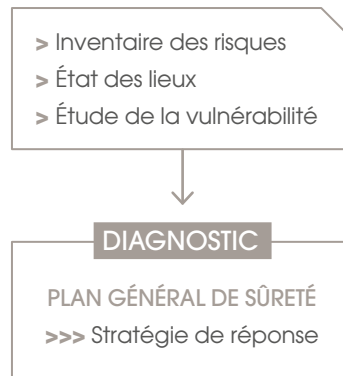 > Inventaire des risques
> État des lieux
> Étude de la vulnérabilité
DIAGNOSTIC
PLAN GÉNÉRAL DE SÛRETÉ
>>> Stratégie de réponse